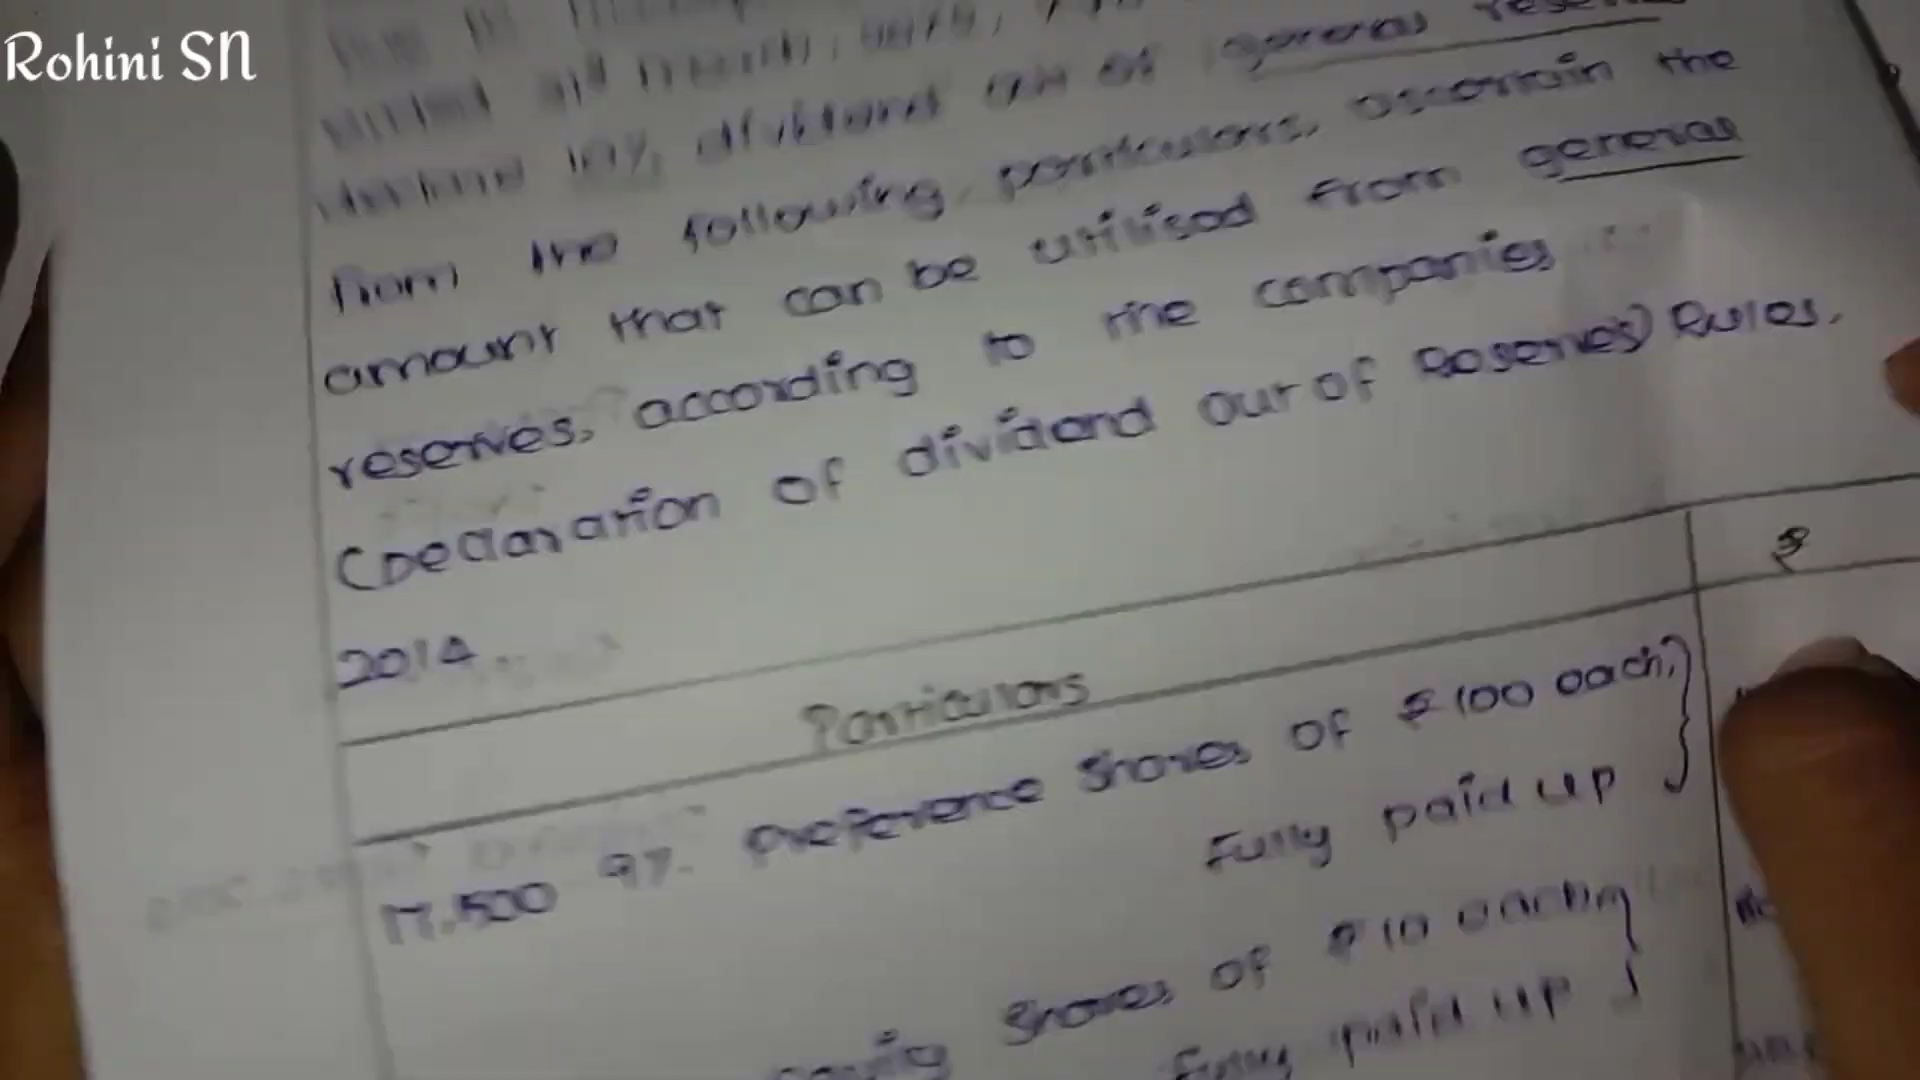 Rohini SN
10% dividend out of general
From the following particulars, ascertain the
amount that can be utilised from general
reserves, according to the companies
(Declaration of dividend out of Reserves) Rules,
2014.
Particulars ₹
17,500 9%. Preference Shares of ₹ 100 each,
Fully paid up
Shares of ₹ 10 each
Fully paid up